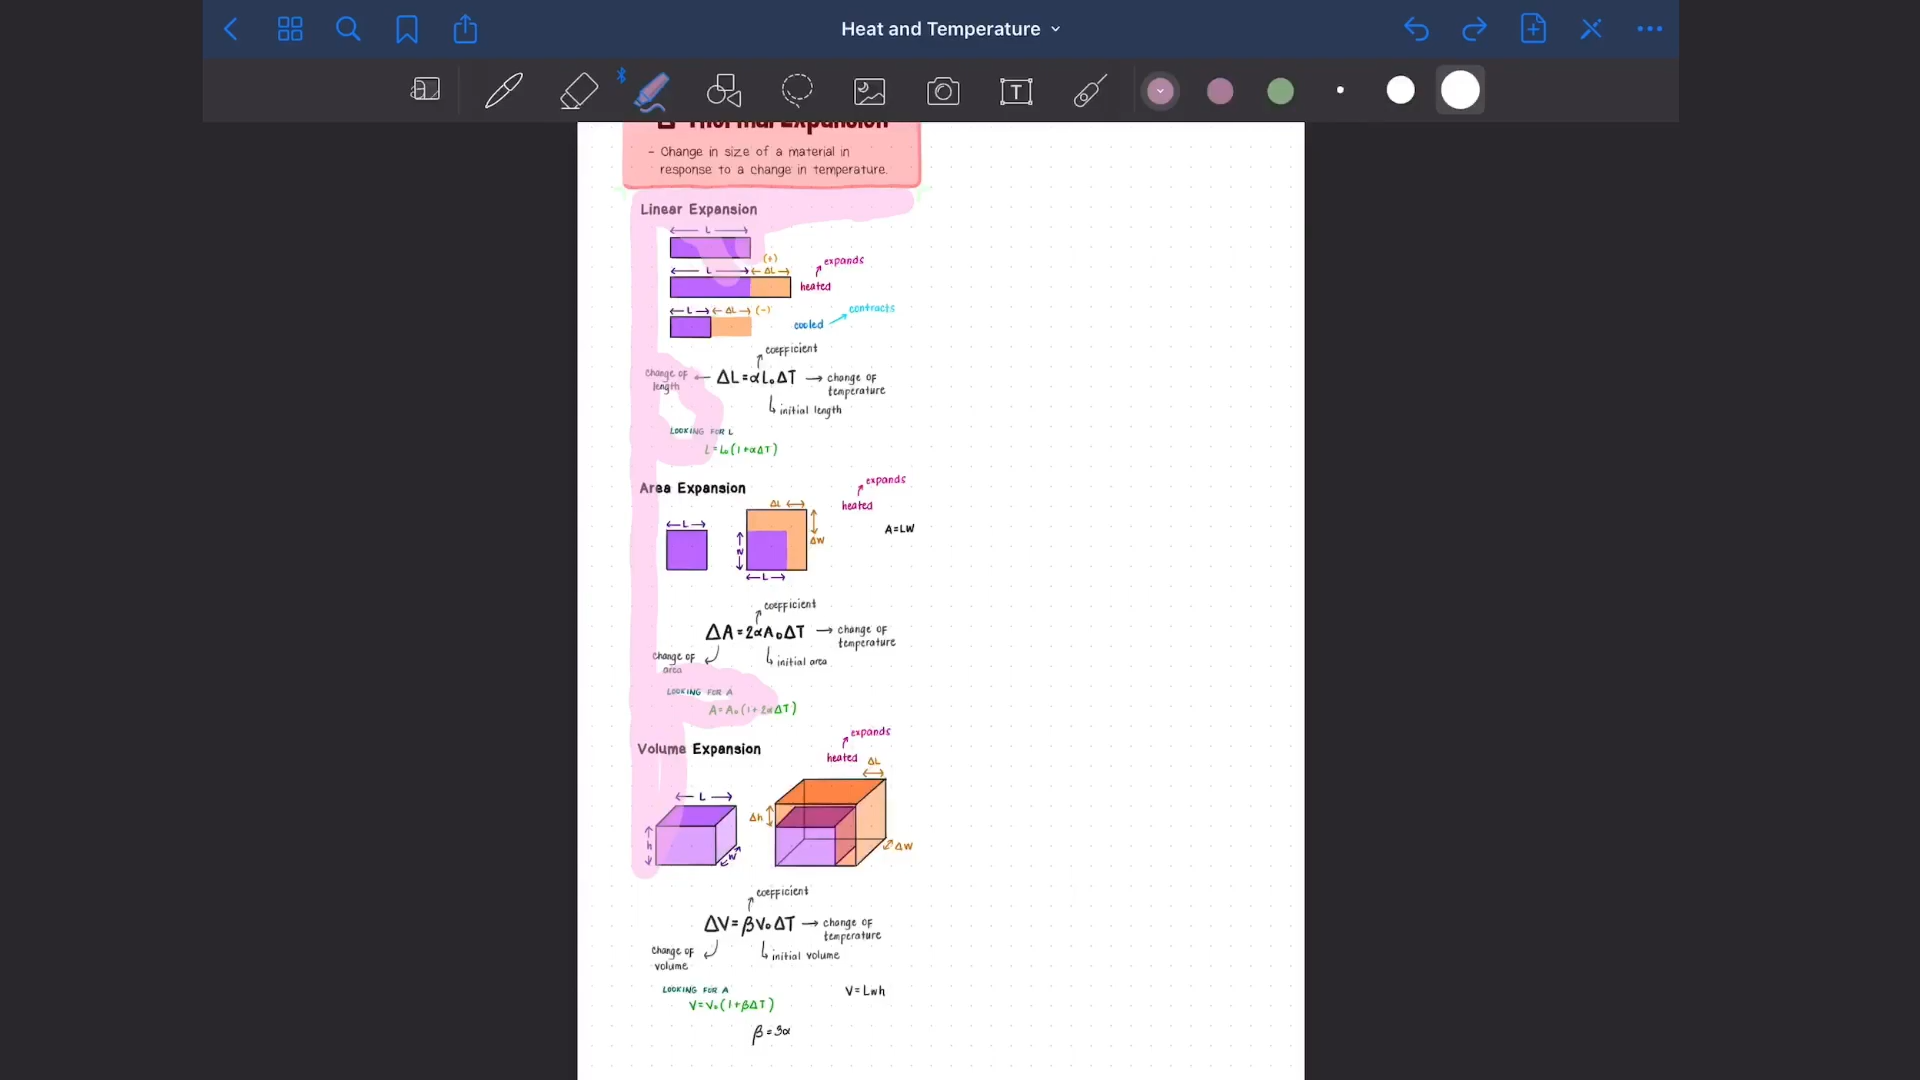 Heat and Temperature
T
Thermal Expansion
- Change in size of a material in
response to a change in temperature.
Linear Expansion
L
(+)
L ΔL
expands
heated
L ΔL (-)
contracts
cooled
coefficient
change of
length
ΔL=αL₀ΔT
change of
temperature
initial length
LOOKING FOR L
L=L₀(1+αΔT)
Area Expansion
expands
heated
ΔL
L
A=LW
ΔW
W
L
coefficient
ΔA=2αA₀ΔT
change of
temperature
change of
area
initial area
LOOKING FOR A
A=A₀(1+2αΔT)
Volume Expansion
expands
heated
ΔL
L
Δh
h
W
ΔW
coefficient
ΔV=βV₀ΔT
change of
temperature
change of
volume
initial volume
LOOKING FOR A
V=V₀(1+βΔT)
V=Lwh
β=3α